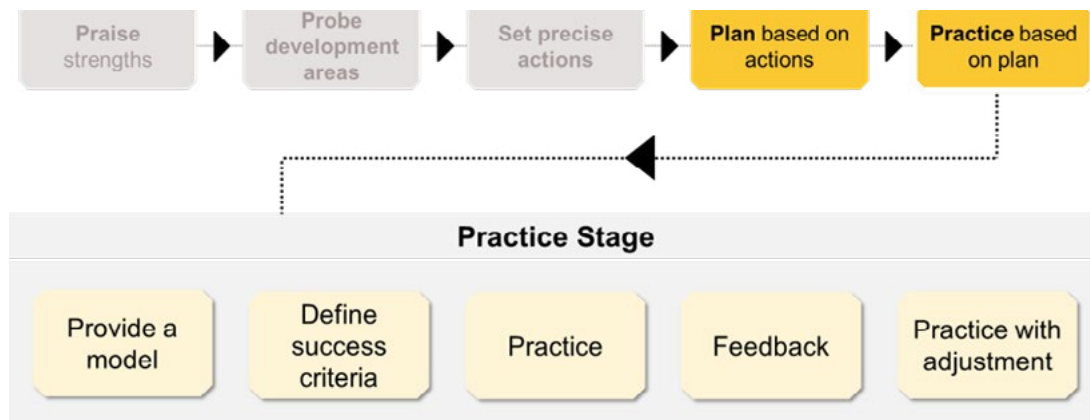 Praise
strengths
Probe
development
areas
Set precise
actions
Plan based on
actions
Practice based
on plan
Practice Stage
Provide a
model
Define
success
criteria
Practice
Feedback
Practice with
adjustment